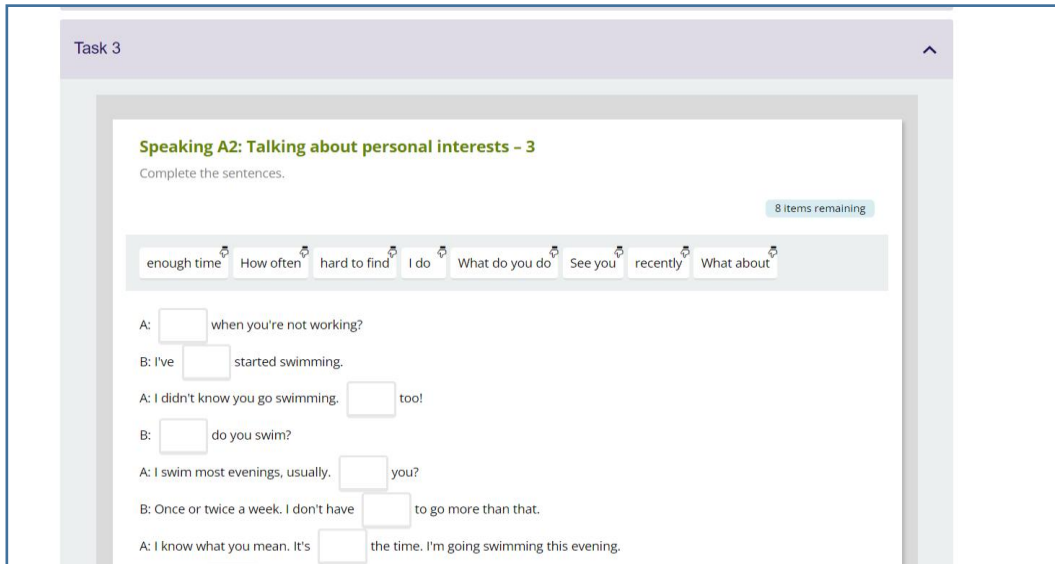 Task 3
Speaking A2: Talking about personal interests – 3
Complete the sentences.
8 items remaining
enough time How often hard to find I do What do you do See you recently What about
A: when you're not working?
B: I've started swimming.
A: I didn't know you go swimming. too!
B: do you swim?
A: I swim most evenings, usually. you?
B: Once or twice a week. I don't have to go more than that.
A: I know what you mean. It's the time. I'm going swimming this evening.